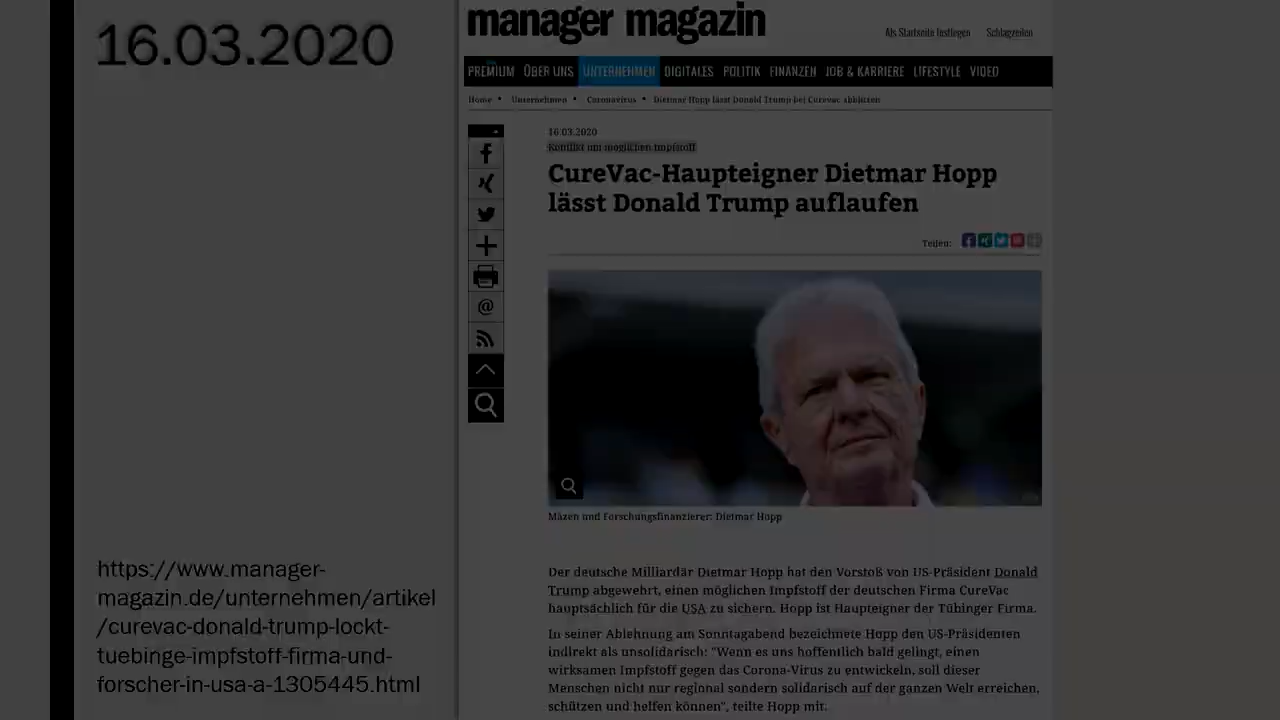 16.03.2020
https://www.manager-
magazin.de/unternehmen/artikel
/curevac-donald-trump-lockt-
tuebinge-impfstoff-firma-und-
forscher-in-usa-a-1305445.html
manager magazin
Als Startseite festlegen Schlagzeilen
PREMIUM ÜBER UNS UNTERNEHMEN DIGITALES POLITIK FINANZEN JOB & KARRIERE LIFESTYLE VIDEO
Home • Unternehmen • Coronavirus • Dietmar Hopp lässt Donald Trump bei Curevac abblitzen
16.03.2020
Konflikt um möglichen Impfstoff
CureVac-Haupteigner Dietmar Hopp
lässt Donald Trump auflaufen
Teilen:
Mäzen und Forschungsfinanzierer: Dietmar Hopp
Der deutsche Milliardär Dietmar Hopp hat den Vorstoß von US-Präsident Donald
Trump abgewehrt, einen möglichen Impfstoff der deutschen Firma CureVac
hauptsächlich für die USA zu sichern. Hopp ist Haupteigner der Tübinger Firma.
In seiner Ablehnung am Sonntagabend bezeichnete Hopp den US-Präsidenten
indirekt als unsolidarisch: "Wenn es uns hoffentlich bald gelingt, einen
wirksamen Impfstoff gegen das Corona-Virus zu entwickeln, soll dieser
Menschen nicht nur regional sondern solidarisch auf der ganzen Welt erreichen,
schützen und helfen können", teilte Hopp mit.